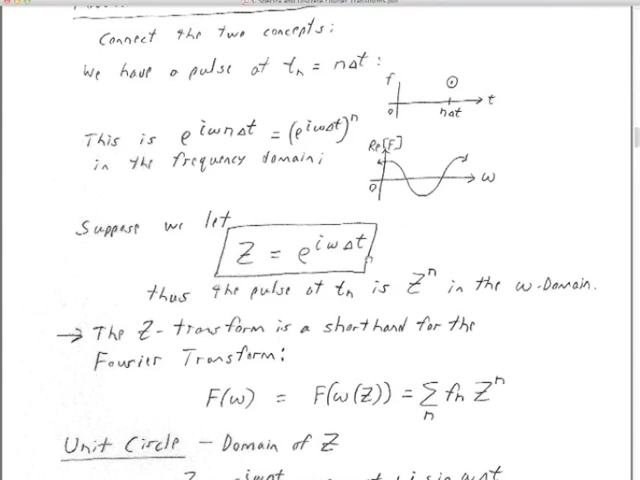 Connect the two concepts:
We have a pulse at tn = nΔt :
f
0
nΔt
t
This is e^{iωnΔt} = (e^{iωΔt})^n
in the frequency domain;
Re[F]
0
ω
Suppose we let
Z = e^{iωΔt}
thus the pulse at tn is Z^n in the ω-Domain.
→ The Z-transform is a shorthand for the
Fourier Transform:
F(ω) = F(ω(Z)) = Σ_n fn Z^n
Unit Circle – Domain of Z